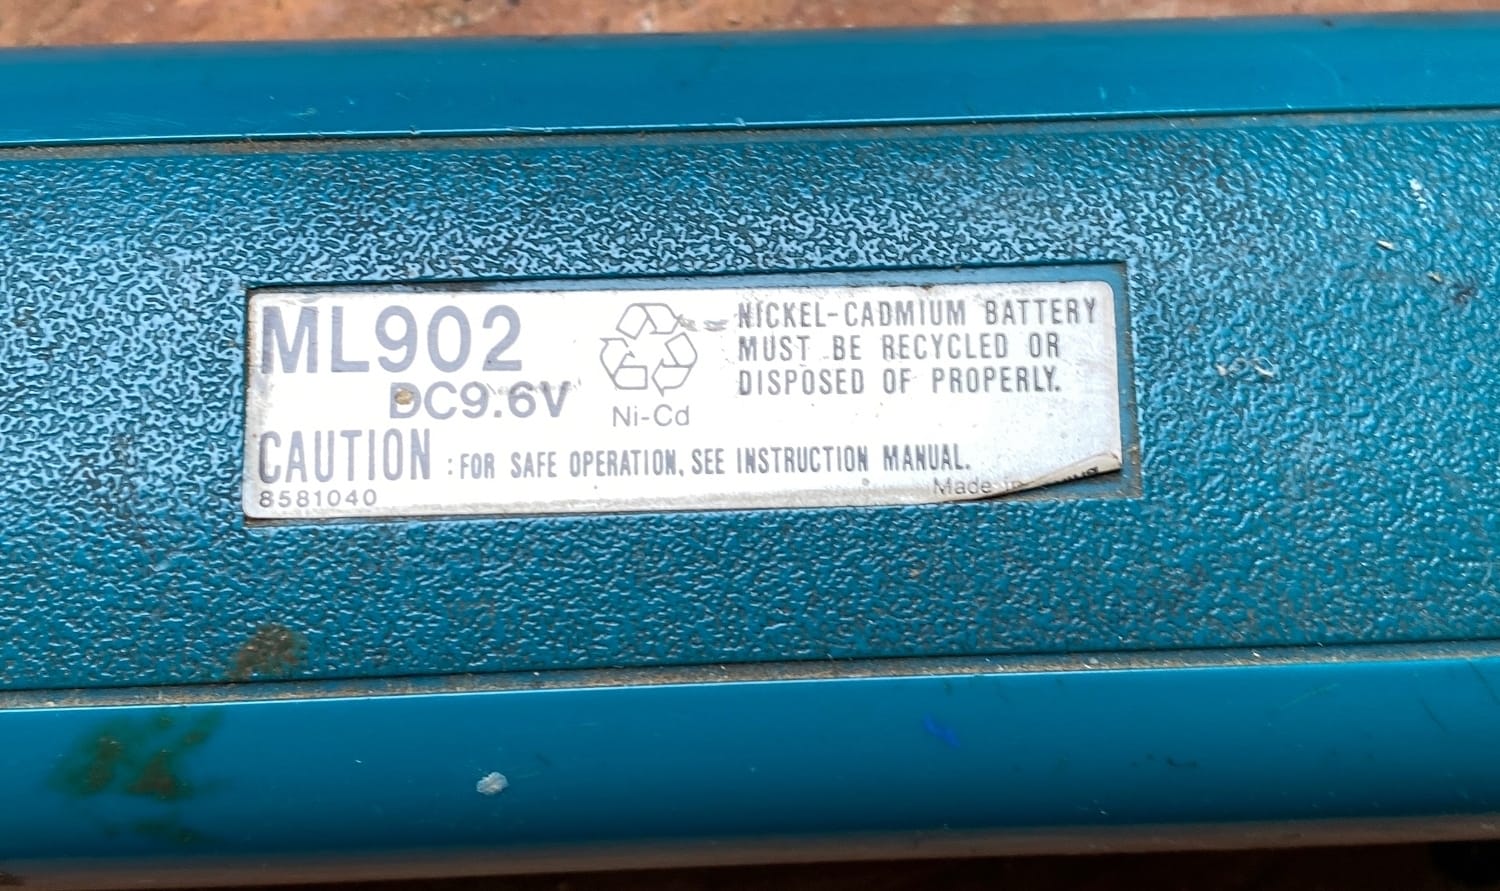 ML902
DC9.6V
Ni-Cd
NICKEL-CADMIUM BATTERY
MUST BE RECYCLED OR
DISPOSED OF PROPERLY.
CAUTION : FOR SAFE OPERATION, SEE INSTRUCTION MANUAL.
8581040
Made in